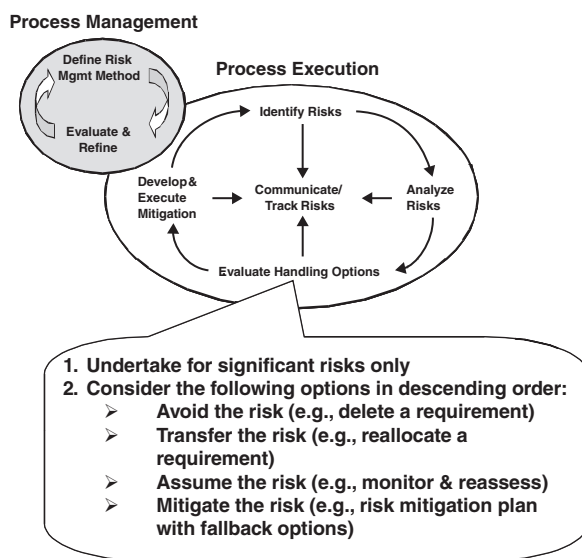 Process Management
Define Risk
Mgmt Method
Evaluate &
Refine
Process Execution
Identify Risks
Develop &
Execute
Mitigation
Communicate/
Track Risks
Analyze
Risks
Evaluate Handling Options
1. Undertake for significant risks only
2. Consider the following options in descending order:
➢ Avoid the risk (e.g., delete a requirement)
➢ Transfer the risk (e.g., reallocate a
requirement)
➢ Assume the risk (e.g., monitor & reassess)
➢ Mitigate the risk (e.g., risk mitigation plan
with fallback options)